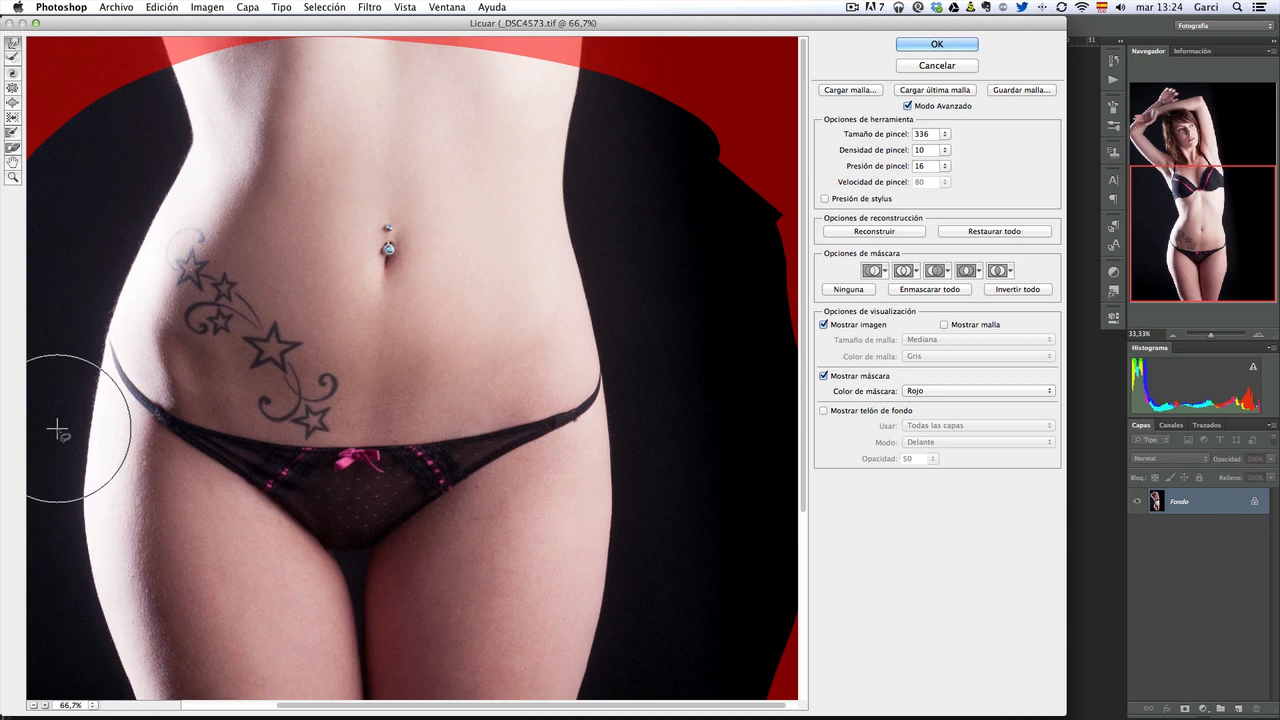 Photoshop Archivo Edición Imagen Capa Tipo Selección Filtro Vista Ventana Ayuda 7 mar 13:24 Garci
Licuar (_DSC4573.tif @ 66,7%)
OK
Cancelar
Cargar malla... Cargar última malla Guardar malla...
Modo Avanzado
Opciones de herramienta
Tamaño de pincel: 336
Densidad de pincel: 10
Presión de pincel: 16
Velocidad de pincel: 80
Presión de stylus
Opciones de reconstrucción
Reconstruir Restaurar todo
Opciones de máscara
Ninguna Enmascarar todo Invertir todo
Opciones de visualización
Mostrar imagen Mostrar malla
Tamaño de malla: Mediana
Color de malla: Gris
Mostrar máscara
Color de máscara: Rojo
Mostrar telón de fondo
Usar: Todas las capas
Modo: Delante
Opacidad: 50
66,7%
31
Fotografía
Navegador Información
33,33%
Histograma
Capas Canales Trazados
Tipo
Normal Opacidad: 100%
Bloq.: Relleno: 100%
Fondo